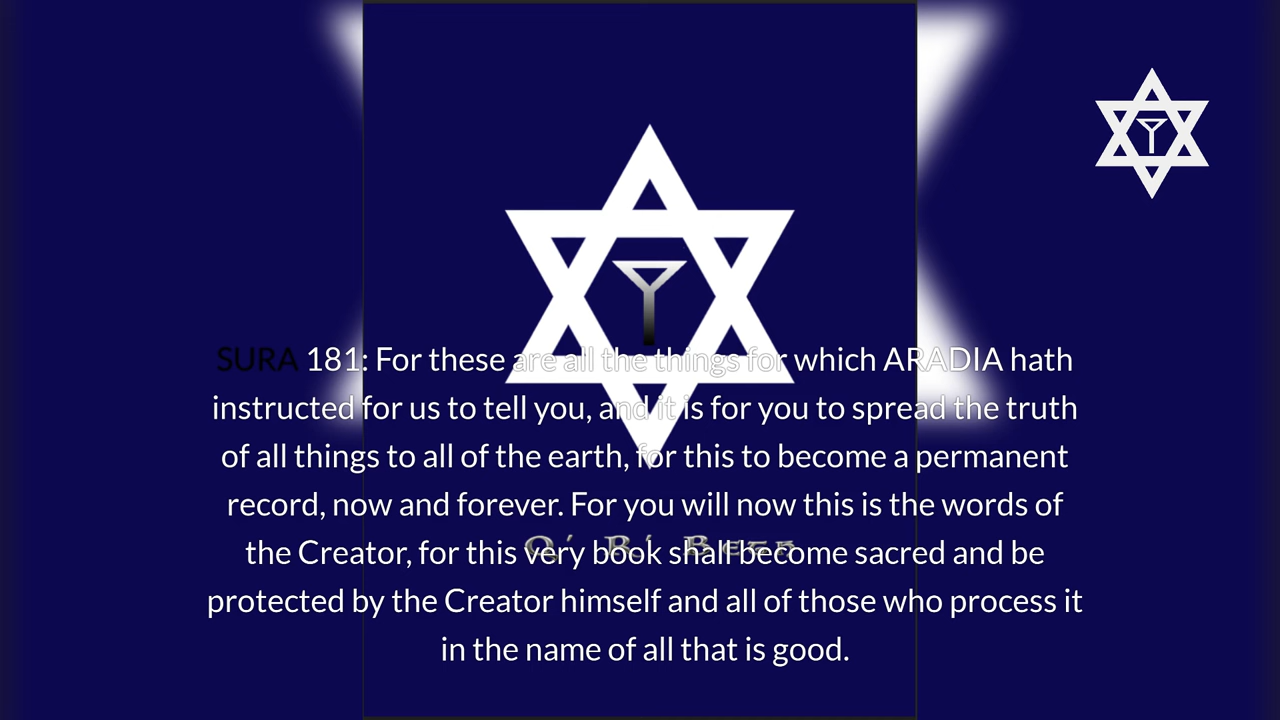 SURA 181: For these are all the things for which ARADIA hath
instructed for us to tell you, and it is for you to spread the truth
of all things to all of the earth, for this to become a permanent
record, now and forever. For you will now this is the words of
the Creator, for this very book shall become sacred and be
protected by the Creator himself and all of those who process it
in the name of all that is good.